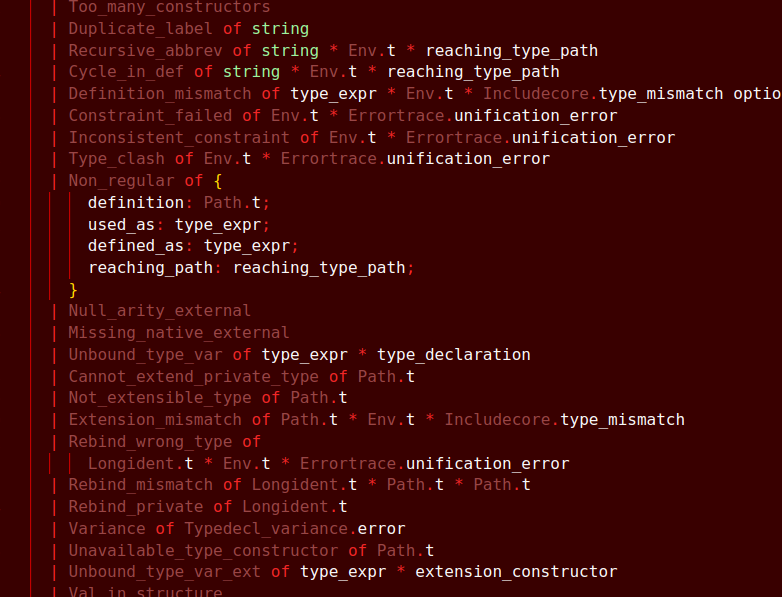 | Too_many_constructors
| Duplicate_label of string
| Recursive_abbrev of string * Env.t * reaching_type_path
| Cycle_in_def of string * Env.t * reaching_type_path
| Definition_mismatch of type_expr * Env.t * Includecore.type_mismatch optio
| Constraint_failed of Env.t * Errortrace.unification_error
| Inconsistent_constraint of Env.t * Errortrace.unification_error
| Type_clash of Env.t * Errortrace.unification_error
| Non_regular of {
definition: Path.t;
used_as: type_expr;
defined_as: type_expr;
reaching_path: reaching_type_path;
}
| Null_arity_external
| Missing_native_external
| Unbound_type_var of type_expr * type_declaration
| Cannot_extend_private_type of Path.t
| Not_extensible_type of Path.t
| Extension_mismatch of Path.t * Env.t * Includecore.type_mismatch
| Rebind_wrong_type of
Longident.t * Env.t * Errortrace.unification_error
| Rebind_mismatch of Longident.t * Path.t * Path.t
| Rebind_private of Longident.t
| Variance of Typedecl_variance.error
| Unavailable_type_constructor of Path.t
| Unbound_type_var_ext of type_expr * extension_constructor
| Val_in_structure